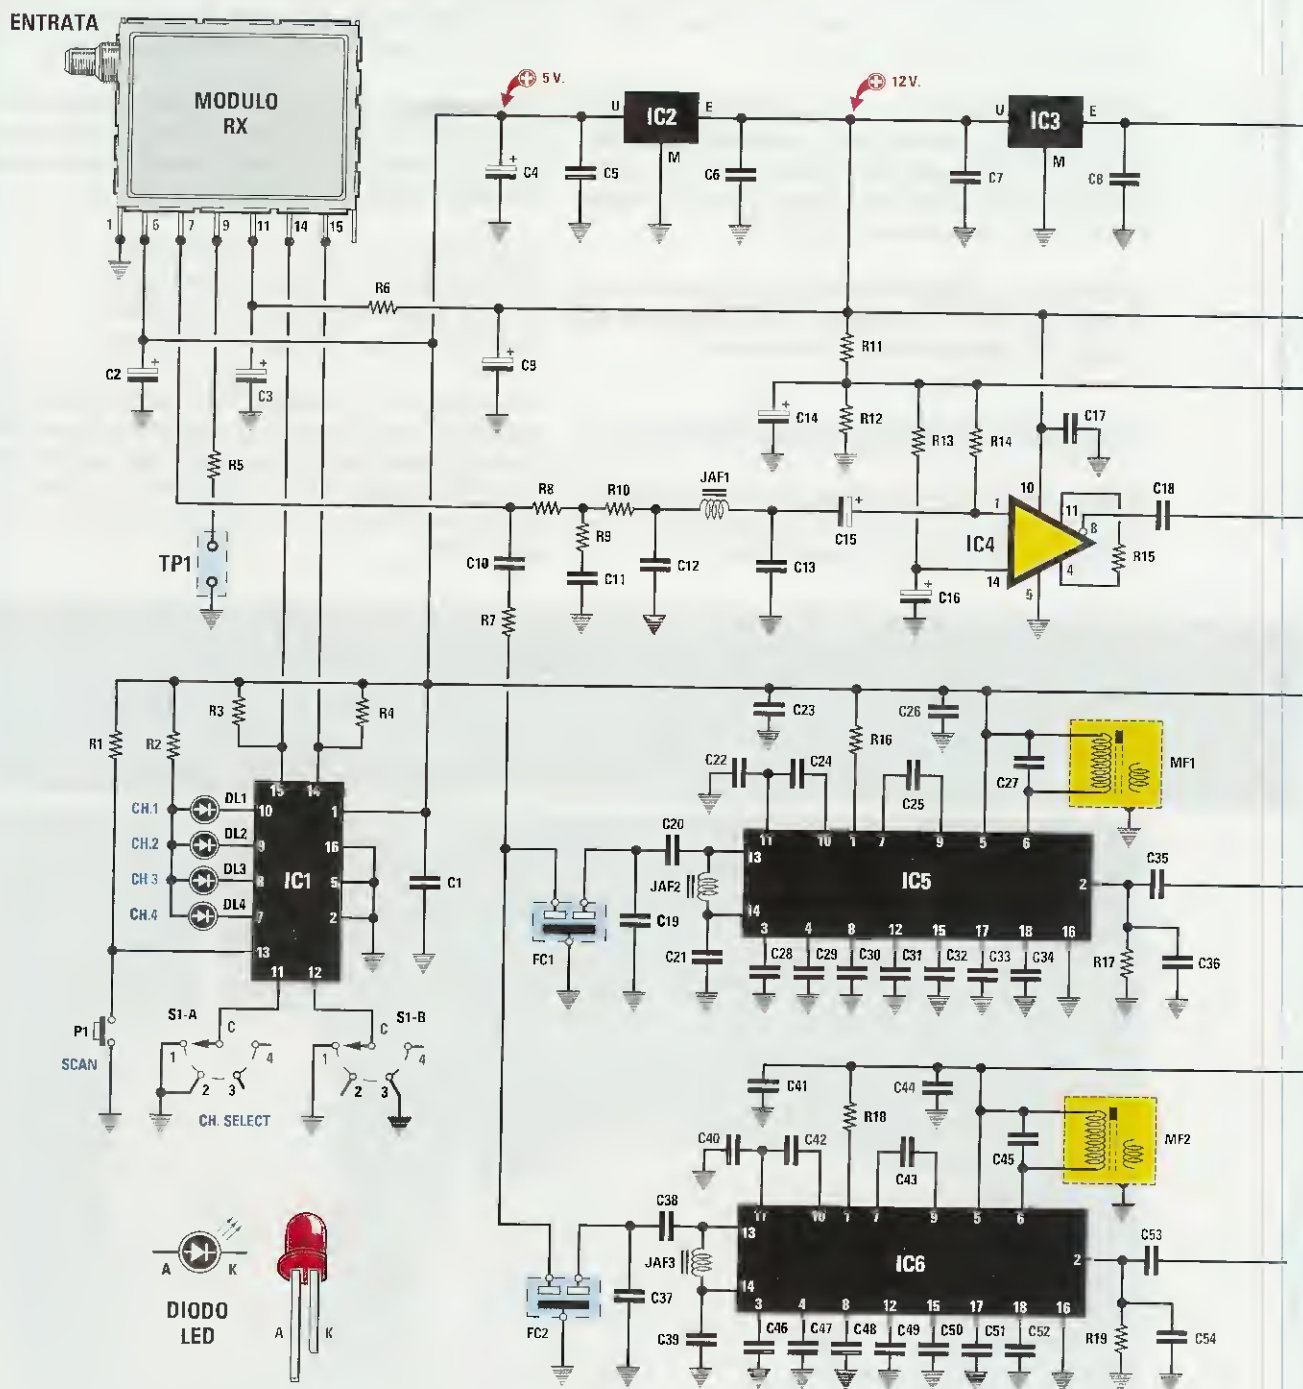 ENTRATA
MODULO
RX
1 6 7 9 11 14 15
5 V.
U IC2 E
M
C4 C5 C6
12 V.
U IC3 E
M
C7 C8
R6
C2 C3 C9
R11
C14 R12 R13 R14 C17
R5
TP1
R8 R10 JAF1
R9
C10 C11 C12 C13 C15
R7
C16
1 10 11 8
IC4
14 5 4
R15
C18
R1 R2 R3 R4
CH.1 DL1
CH.2 DL2
CH.3 DL3
CH.4 DL4
15 14
10 1
9 16
IC1
8 5
7 2
13
11 12
C1
P1
SCAN
S1-A
C
1 2 3 4
S1-B
C
1 2 3 4
CH. SELECT
C23 R16 C26
C22 C24 C25 C27 MF1
C20
JAF2
FC1 C19 C21
11 10 1 7 9 5 6
13
IC5
2
14
3 4 8 12 15 17 18 16
C28 C29 C30 C31 C32 C33 C34
C35
R17 C36
C41 R18 C44
C40 C42 C43 C45 MF2
C38
JAF3
FC2 C37 C39
11 10 1 7 9 5 6
13
IC6
2
14
3 4 8 12 15 17 18 16
C46 C47 C48 C49 C50 C51 C52
C53
R19 C54
A K
DIODO
LED
A K